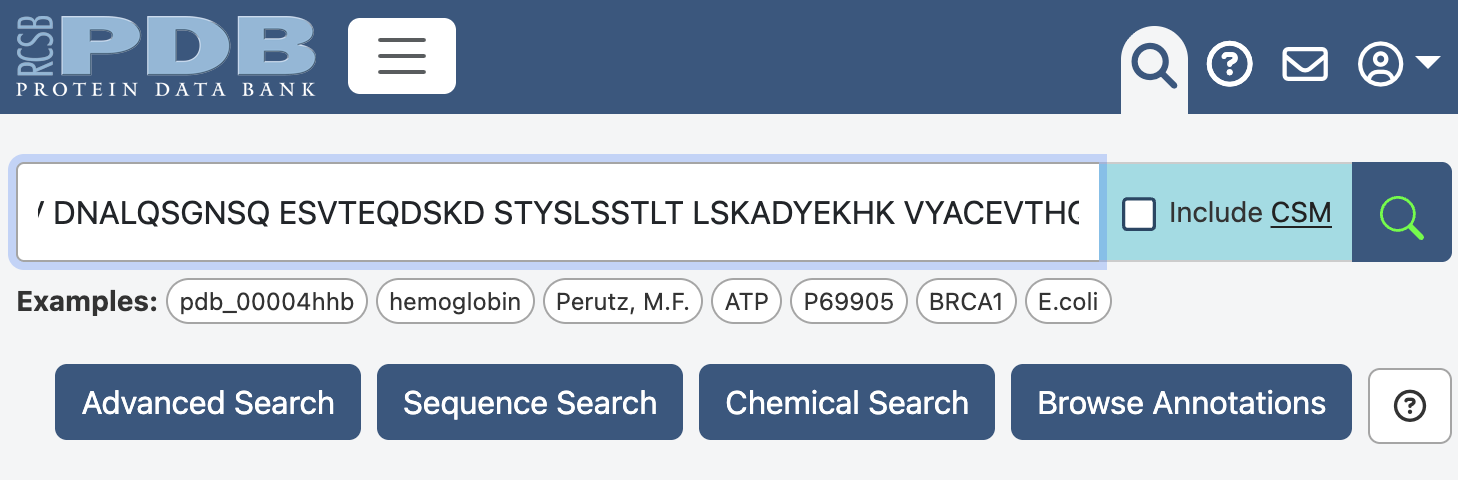 RCSB PDB
PROTEIN DATA BANK
DNALQSGNSQ ESVTEQDSKD STYSLSSTLT LSKADYEKHK VYACEVTH
Include CSM
Examples: pdb_00004hhb hemoglobin Perutz, M.F. ATP P69905 BRCA1 E.coli
Advanced Search Sequence Search Chemical Search Browse Annotations